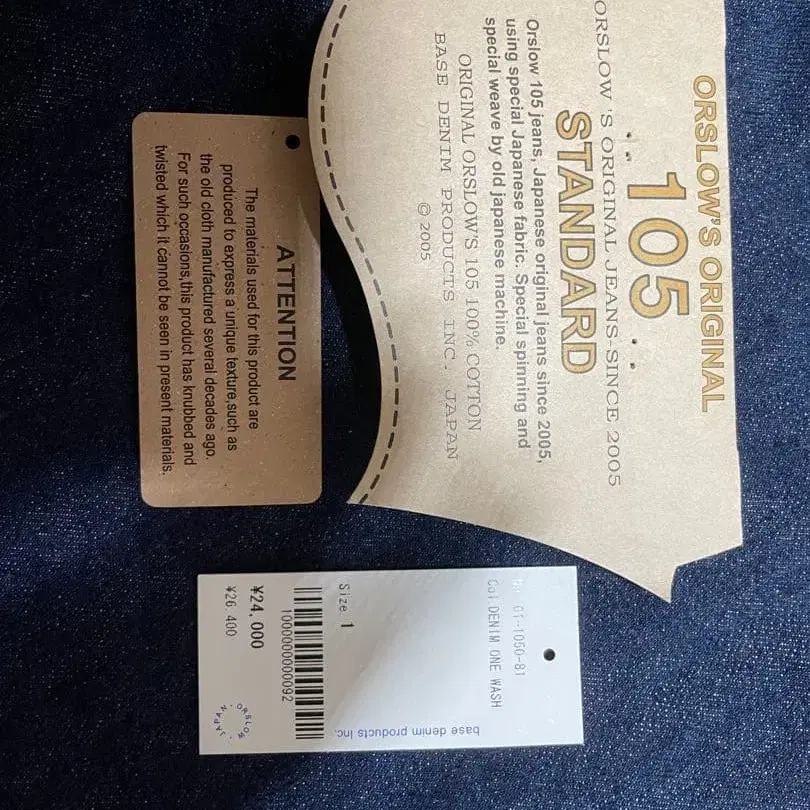 ORSLOW'S ORIGINAL
105
ORSLOW'S ORIGINAL JEANS-SINCE 2005
STANDARD
Orslow 105 jeans, Japanese original jeans since 2005,
using special Japanese fabric. Special spinning and
special weave by old japanese machine.
ORIGINAL ORSLOW'S 105 100% COTTON
BASE DENIM PRODUCTS INC. JAPAN
© 2005
ATTENTION
The materials used for this product are
produced to express a unique texture,such as
the old cloth manufactured several decades ago.
For such occasions,this product has knubbed and
twisted which it cannot be seen in present materials.
01-1050-81
Col DENIM ONE WASH
Size 1
1000000000092
¥24,000
¥26,400
base denim products Inc.
ORSLOW
JAPAN